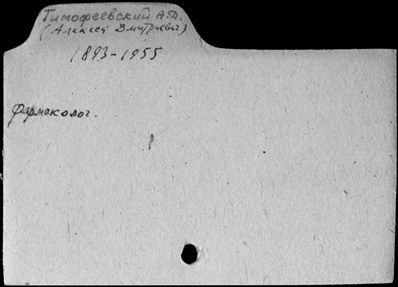 Тимофеевский А.Д.
(Алексей Дмитриевич)
1893-1955
Фармаколог.